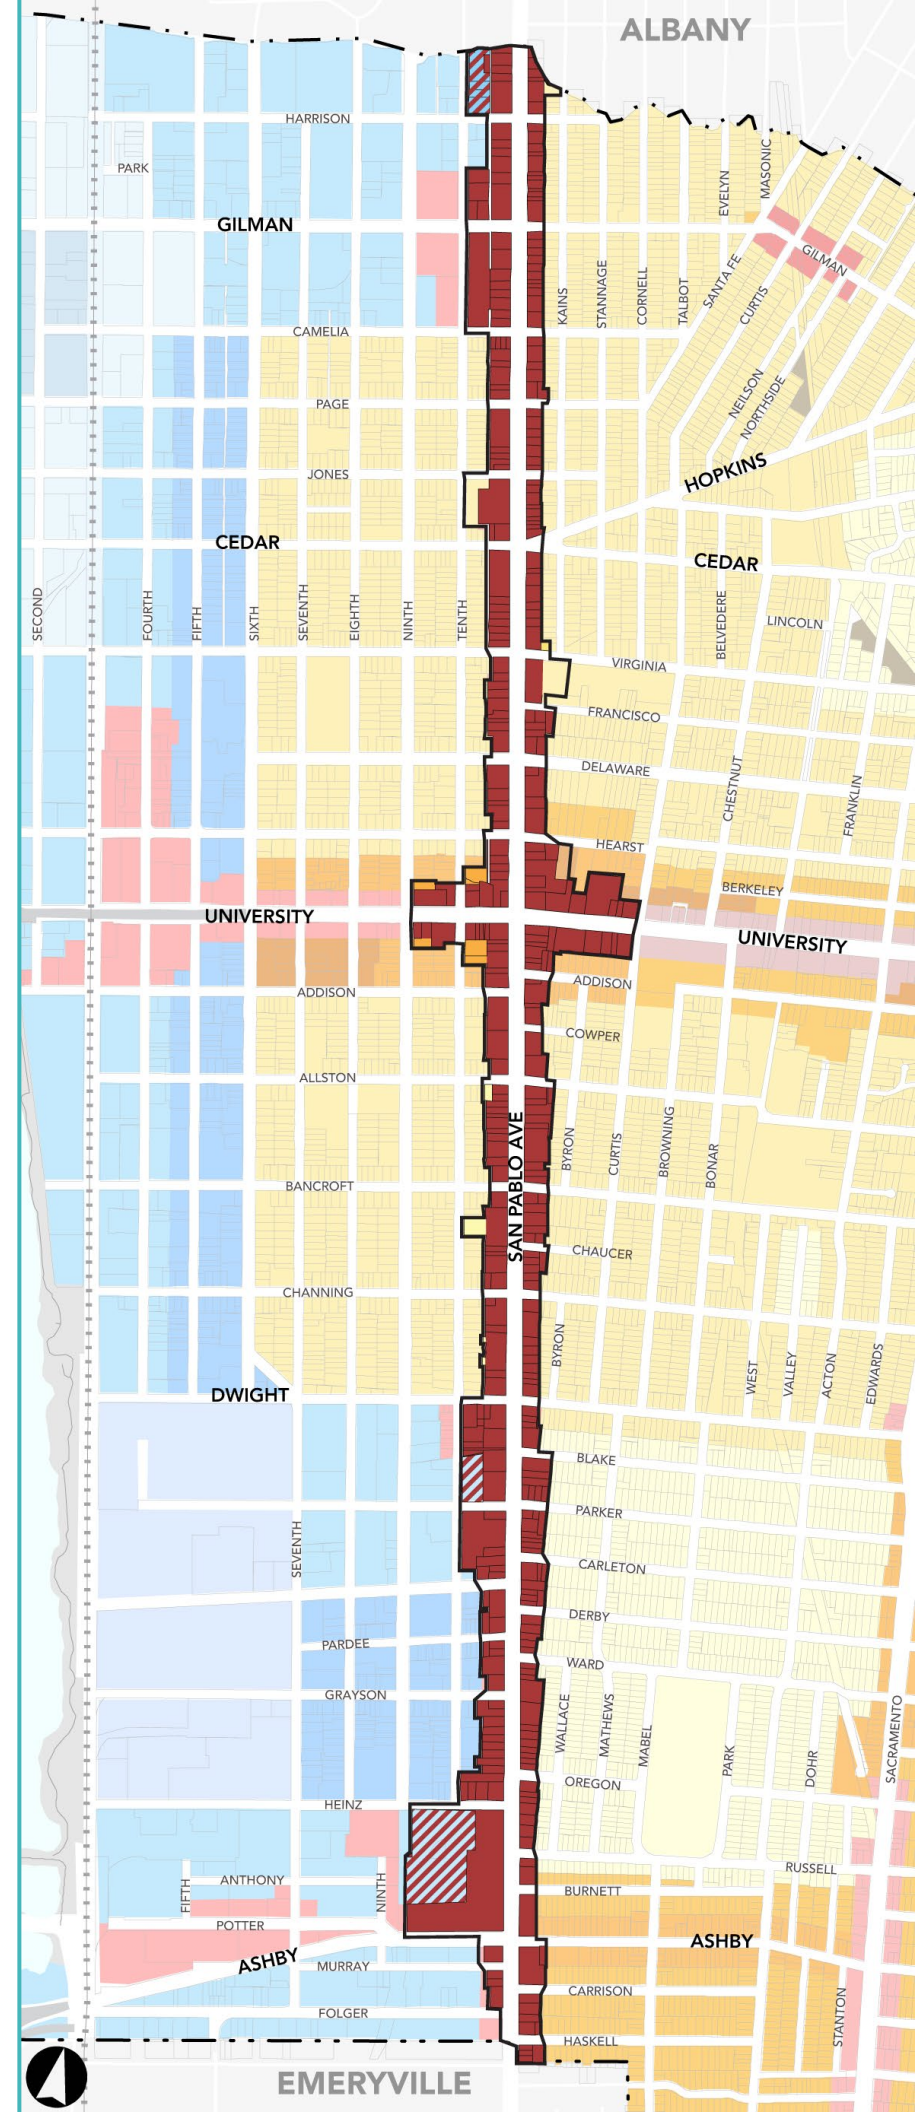 ALBANY
HARRISON
PARK
MASONIC
EVELYN
GILMAN
GILMAN
SANTA FE
KAINS
STANNAGE
CORNELL
TALBOT
CURTIS
CAMELIA
PAGE
NEILSON
NORTHSIDE
JONES
HOPKINS
CEDAR
CEDAR
SECOND
FOURTH
FIFTH
SIXTH
SEVENTH
EIGHTH
NINTH
TENTH
BELVEDERE
LINCOLN
VIRGINIA
FRANCISCO
DELAWARE
CHESTNUT
FRANKLIN
HEARST
BERKELEY
UNIVERSITY
UNIVERSITY
ADDISON
ADDISON
COWPER
ALLSTON
SAN PABLO AVE
BYRON
CURTIS
BROWNING
BONAR
BANCROFT
CHAUCER
CHANNING
BYRON
WEST
VALLEY
ACTON
EDWARDS
DWIGHT
BLAKE
PARKER
SEVENTH
CARLETON
DERBY
PARDEE
WARD
GRAYSON
WALLACE
MATHEWS
MABEL
PARK
DOHR
SACRAMENTO
OREGON
HEINZ
RUSSELL
ANTHONY
FIFTH
NINTH
BURNETT
POTTER
ASHBY
ASHBY
MURRAY
CARRISON
FOLGER
STANTON
HASKELL
EMERYVILLE